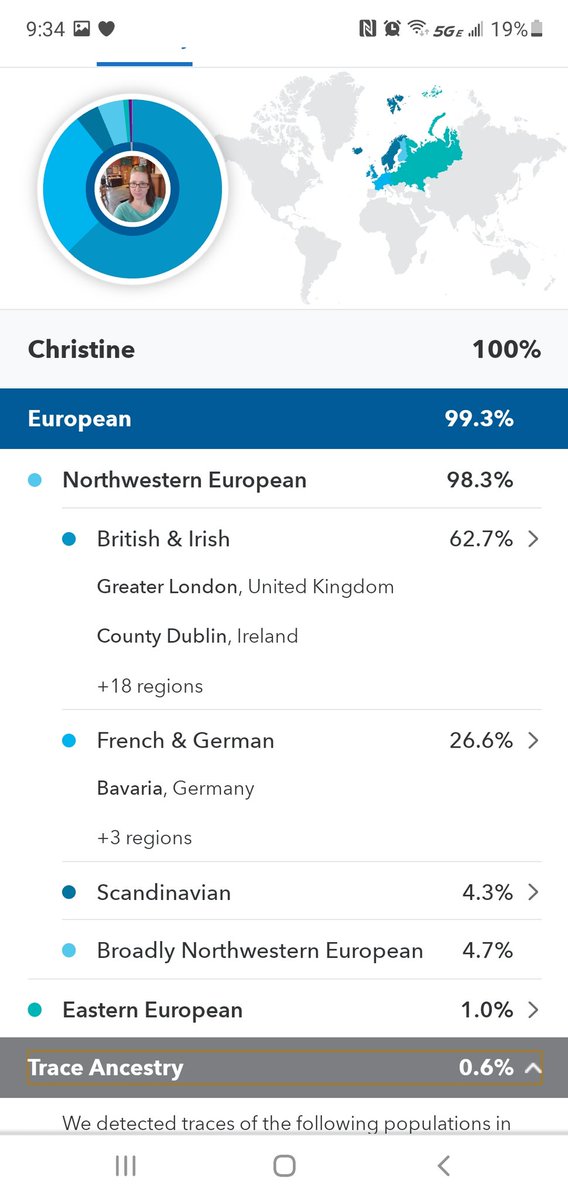 9:34 5GE 19%
Christine 100%
European 99.3%
Northwestern European 98.3%
British & Irish 62.7%
Greater London, United Kingdom
County Dublin, Ireland
+18 regions
French & German 26.6%
Bavaria, Germany
+3 regions
Scandinavian 4.3%
Broadly Northwestern European 4.7%
Eastern European 1.0%
Trace Ancestry 0.6%
We detected traces of the following populations in